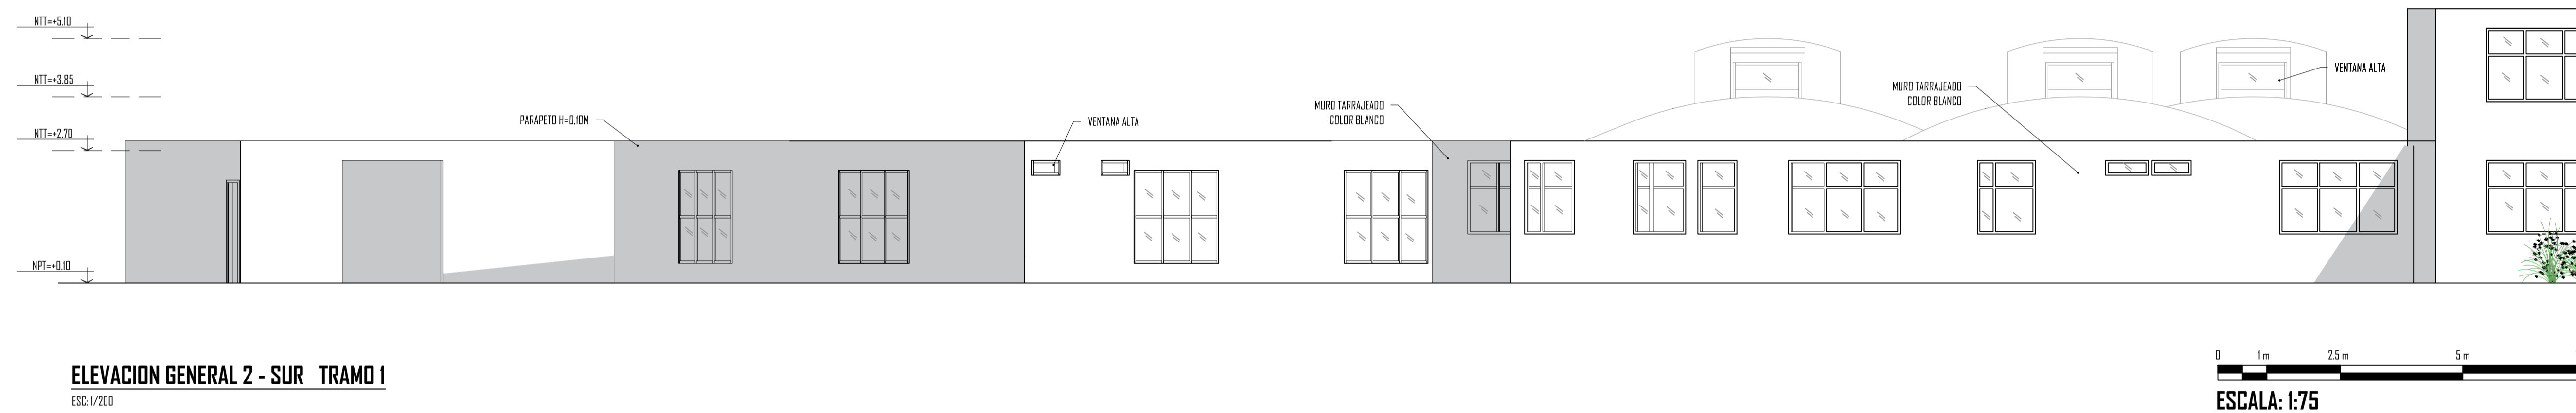 NTT=+5.10
NTT=+3.85
NTT=+2.70
NPT=+0.10
PARAPETO H=0,10M
VENTANA ALTA
MURO TARRAJEADO
COLOR BLANCO
MURO TARRAJEADO
COLOR BLANCO
VENTANA ALTA
ELEVACION GENERAL 2 - SUR TRAMO 1
ESC: 1/200
0 1 m 2.5 m 5 m
ESCALA: 1:75